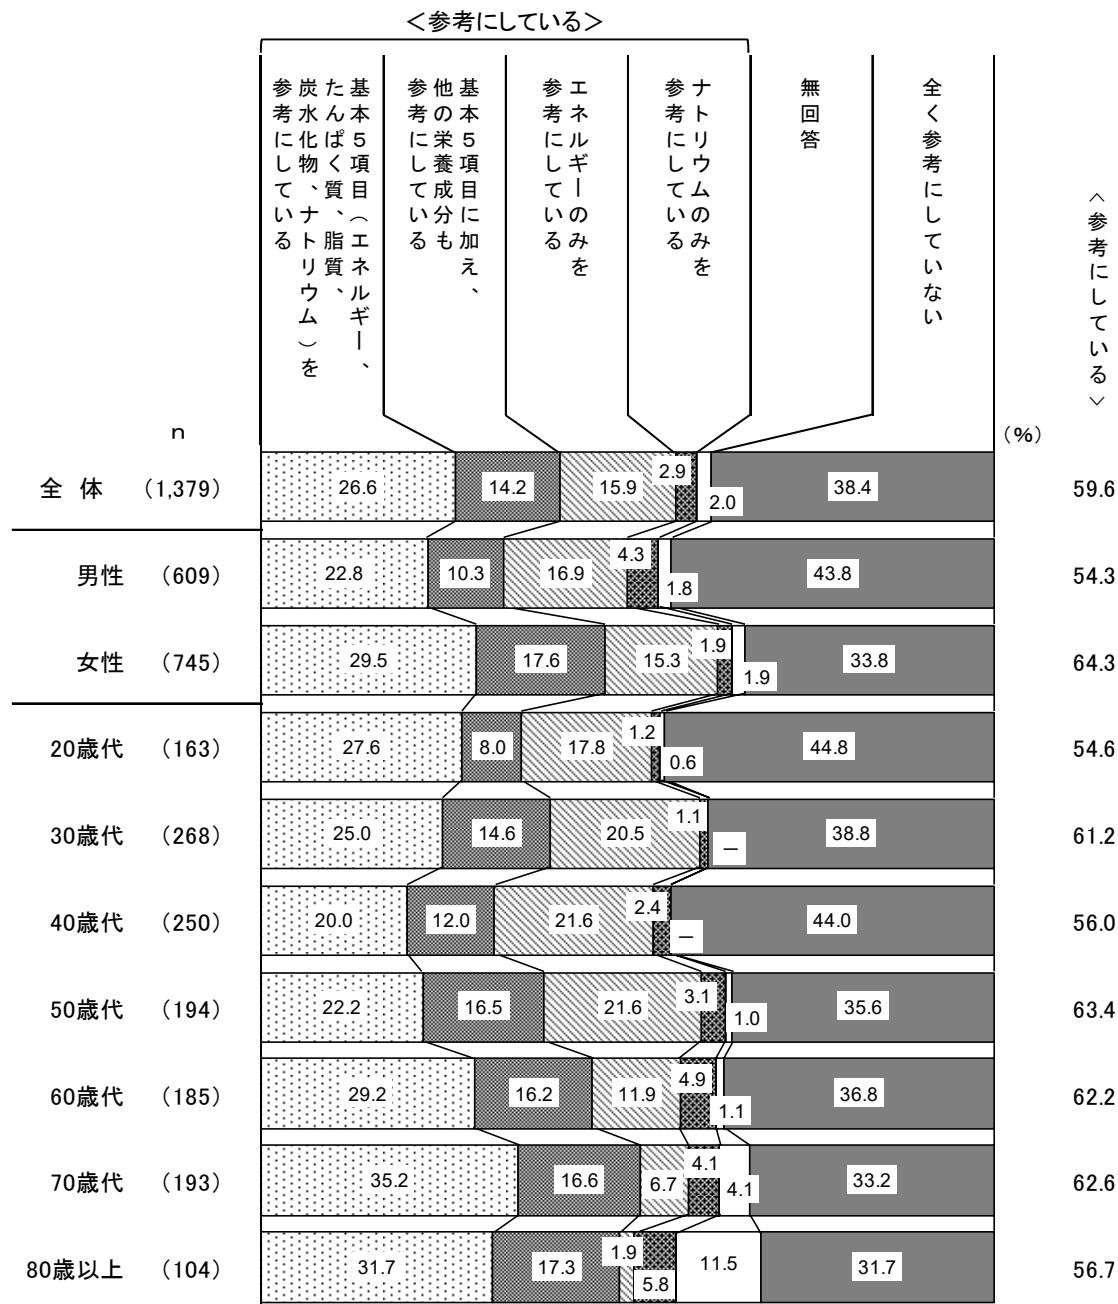 ＜参考にしている＞
基本５項目（エネルギー、
たんぱく質、脂質、
炭水化物、ナトリウム）を
参考にしている
基本５項目に加え、
他の栄養成分も
参考にしている
エネルギーのみを
参考にしている
ナトリウムのみを
参考にしている
無回答
全く参考にしていない
＜参考にしている＞
ｎ
（％）
全 体 （1,379） 26.6 14.2 15.9 2.9 2.0 38.4 59.6
男性 （609） 22.8 10.3 16.9 4.3 1.8 43.8 54.3
女性 （745） 29.5 17.6 15.3 1.9 1.9 33.8 64.3
20歳代 （163） 27.6 8.0 17.8 1.2 0.6 44.8 54.6
30歳代 （268） 25.0 14.6 20.5 1.1 － 38.8 61.2
40歳代 （250） 20.0 12.0 21.6 2.4 － 44.0 56.0
50歳代 （194） 22.2 16.5 21.6 3.1 1.0 35.6 63.4
60歳代 （185） 29.2 16.2 11.9 4.9 1.1 36.8 62.2
70歳代 （193） 35.2 16.6 6.7 4.1 4.1 33.2 62.6
80歳以上 （104） 31.7 17.3 1.9 5.8 11.5 31.7 56.7